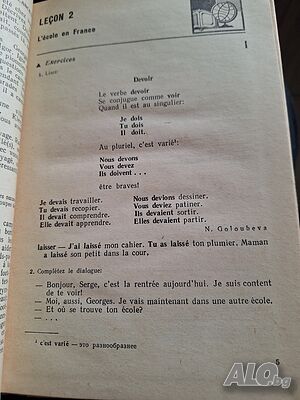 LEÇON 2
L'école en France
I
▲ Exercices
1. Lisez:
Devoir
Le verbe devoir
Se conjugue comme voir
Quand il est au singulier:
Je dois
Tu dois
Il doit.
Au pluriel, c'est varié¹:
Nous devons
Vous devez
Ils doivent ...
être braves!
Je devais travailler. Nous devions dessiner.
Tu devais recopier. Vous deviez patiner.
Il devait comprendre. Ils devaient sortir.
Elle devait apprendre. Elles devaient partir.
N. Goloubeva
laisser — J'ai laissé mon cahier. Tu as laissé ton plumier. Maman
a laissé son petit dans la cour,
2. Complétez le dialogue:
— Bonjour, Serge, c'est la rentrée aujourd'hui. Je suis content
de te voir!
— Moi, aussi, Georges. Je vais maintenant dans une autre école.
— Et où se trouve ton école?
— . . .
¹ c'est varié — это разнообразнее
5
ALO.bg